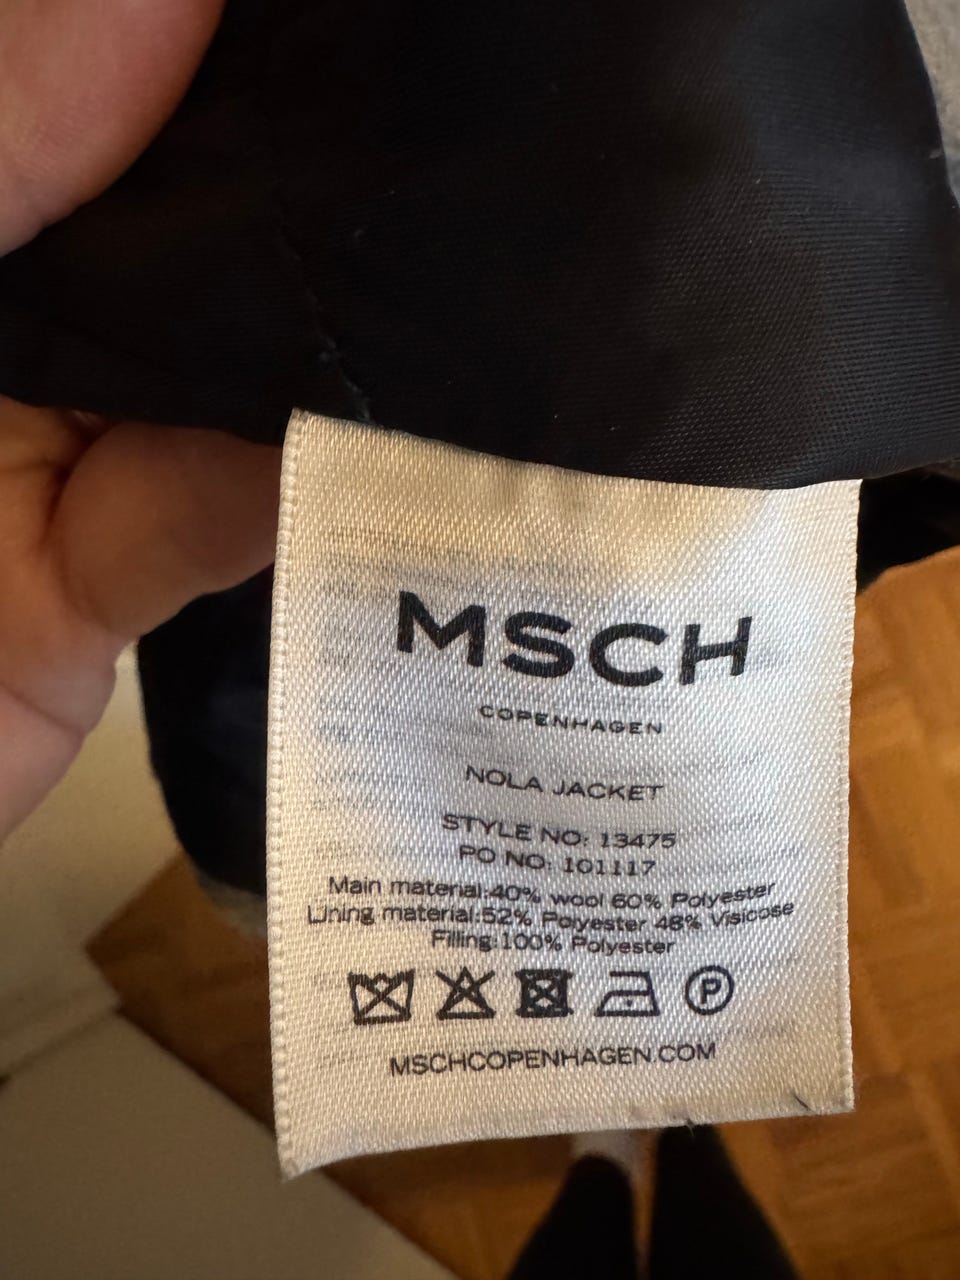 MSCH
COPENHAGEN
NOLA JACKET
STYLE NO: 13475
PO NO: 101117
Main material:40% wool 60% Polyester
Lining material:52% Polyester 48% Visicose
Filling:100% Polyester
P
MSCHCOPENHAGEN.COM